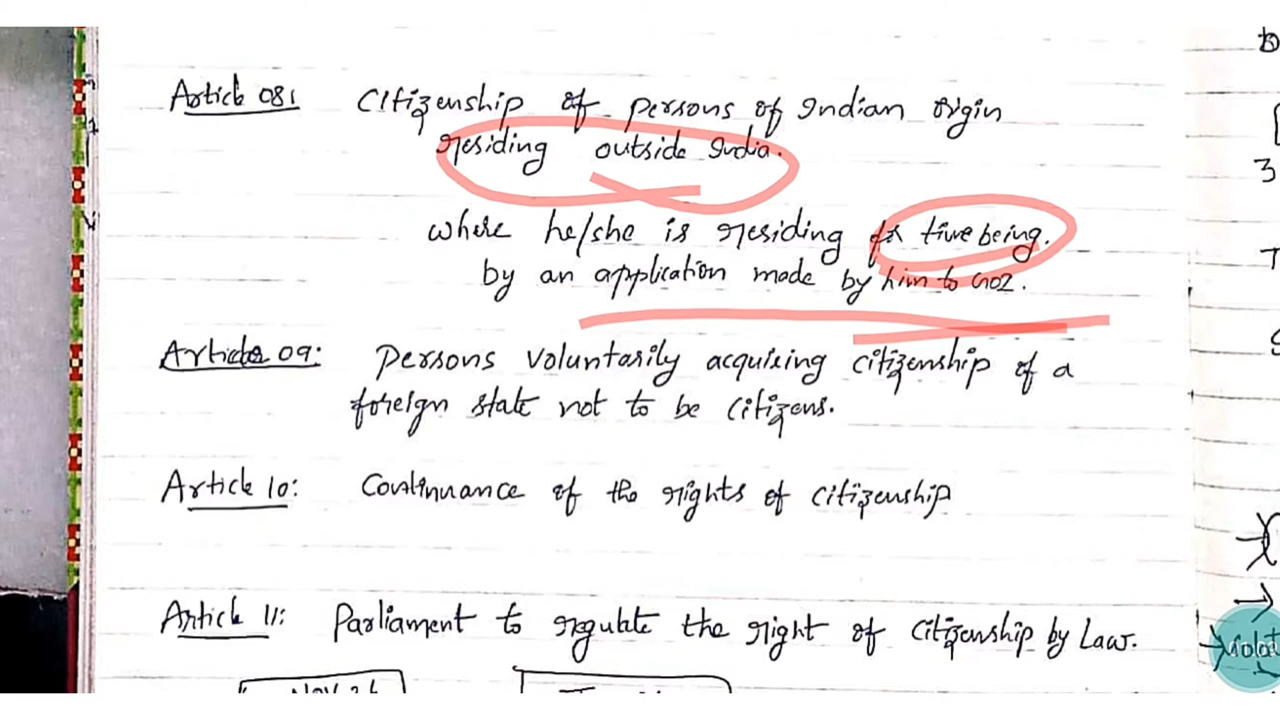 Article 08: Citizenship of persons of Indian Orgin
residing outside India.
where he/she is residing for time being.
by an application made by him to GOI.
Article 09: Persons voluntarily acquiring citizenship of a
foreign state not to be citizens.
Article 10: Continuance of the rights of citizenship
Article 11: Parliament to regulate the right of citizenship by Law.
NOV 26